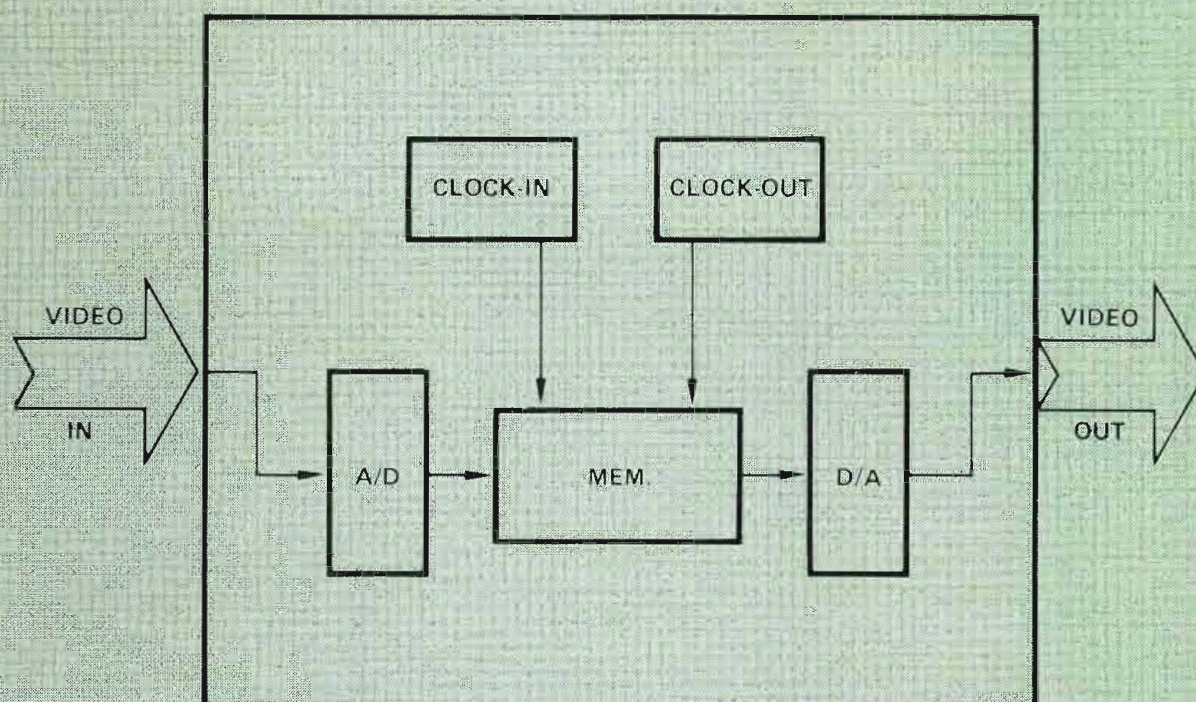 CLOCK-IN
CLOCK-OUT
VIDEO
IN
VIDEO
OUT
A/D
MEM.
D/A